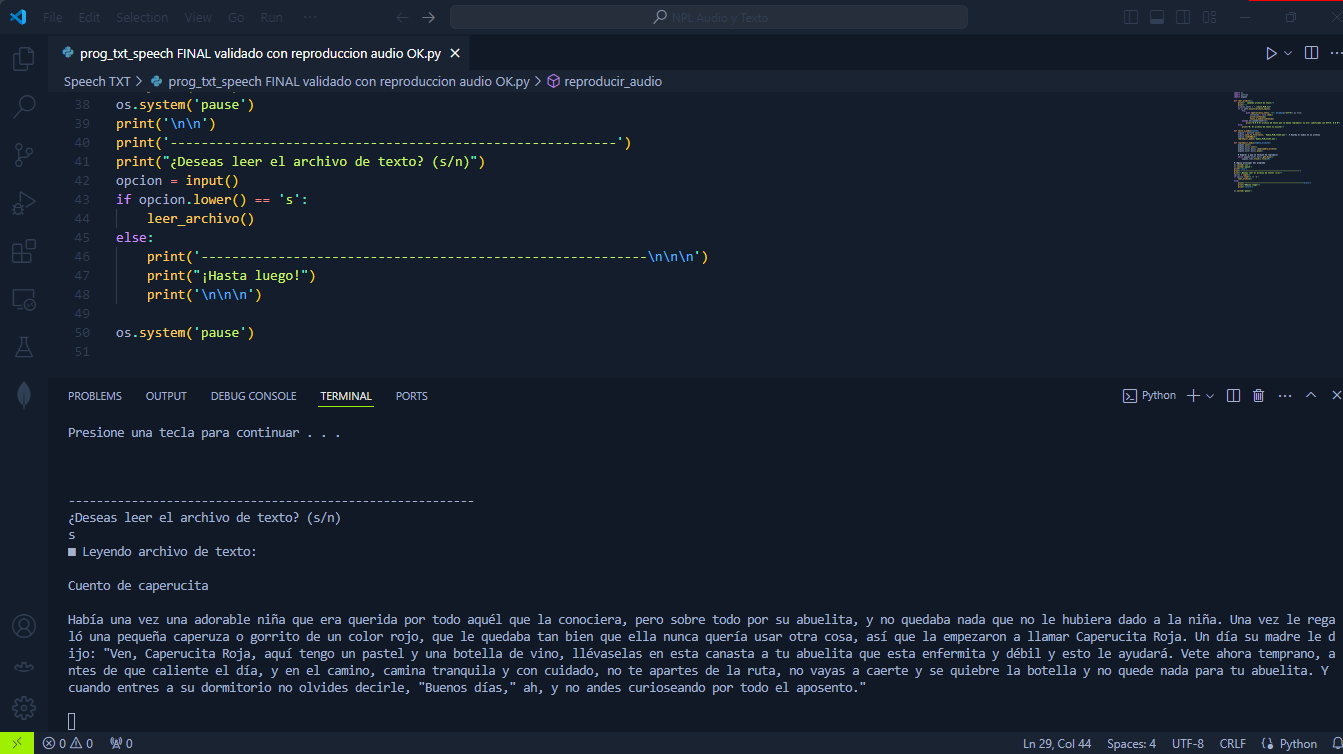 File Edit Selection View Go Run ···
NPL Audio y Texto
prog_txt_speech FINAL validado con reproduccion audio OK.py
Speech TXT > prog_txt_speech FINAL validado con reproduccion audio OK.py > reproducir_audio
38 os.system('pause')
39 print('\n\n')
40 print('-------------------------------------------------------')
41 print("¿Deseas leer el archivo de texto? (s/n)")
42 opcion = input()
43 if opcion.lower() == 's':
44 leer_archivo()
45 else:
46 print('-------------------------------------------------------\n\n\n')
47 print("¡Hasta luego!")
48 print('\n\n\n')
49
50 os.system('pause')
51
PROBLEMS OUTPUT DEBUG CONSOLE TERMINAL PORTS
Python
Presione una tecla para continuar . . .
---------------------------------------------------------
¿Deseas leer el archivo de texto? (s/n)
s
■ Leyendo archivo de texto:
Cuento de caperucita
Había una vez una adorable niña que era querida por todo aquél que la conociera, pero sobre todo por su abuelita, y no quedaba nada que no le hubiera dado a la niña. Una vez le rega
ló una pequeña caperuza o gorrito de un color rojo, que le quedaba tan bien que ella nunca quería usar otra cosa, así que la empezaron a llamar Caperucita Roja. Un día su madre le d
ijo: "Ven, Caperucita Roja, aquí tengo un pastel y una botella de vino, llévaselas en esta canasta a tu abuelita que esta enfermita y débil y esto le ayudará. Vete ahora temprano, a
ntes de que caliente el día, y en el camino, camina tranquila y con cuidado, no te apartes de la ruta, no vayas a caerte y se quiebre la botella y no quede nada para tu abuelita. Y
cuando entres a su dormitorio no olvides decirle, "Buenos días," ah, y no andes curioseando por todo el aposento."
0 0 0
Ln 29, Col 44 Spaces: 4 UTF-8 CRLF Python